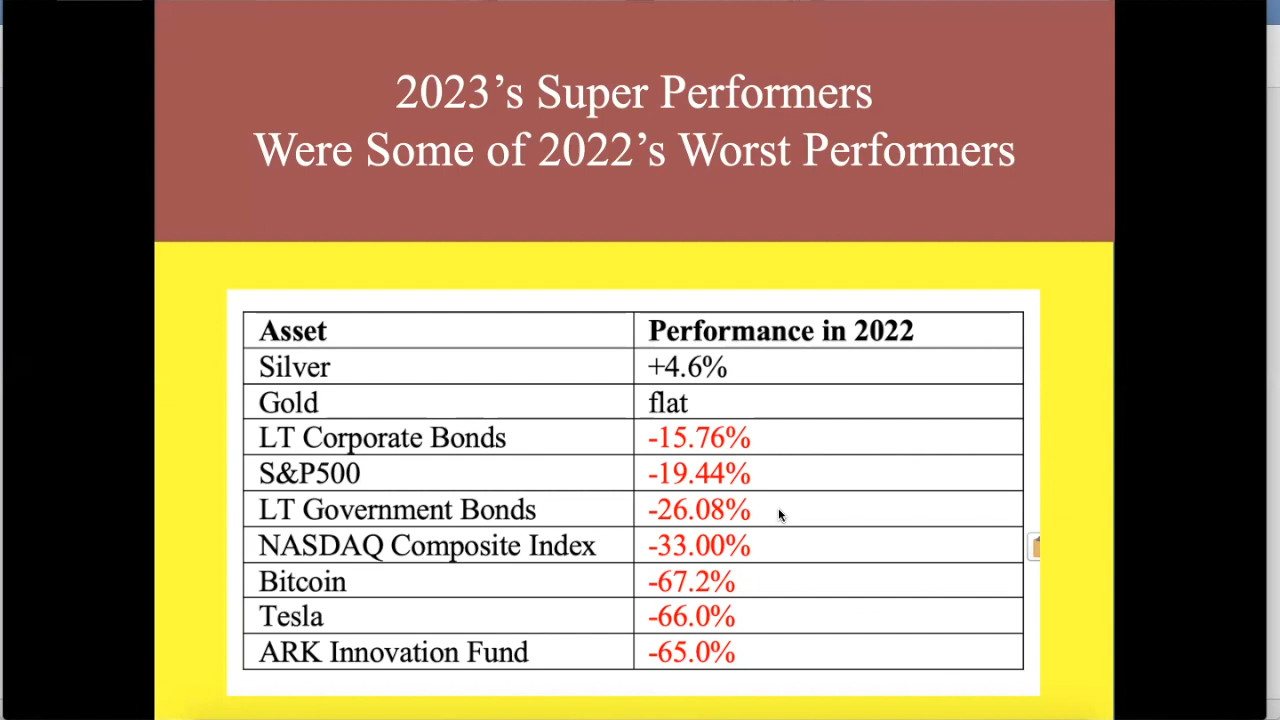 2023’s Super Performers
Were Some of 2022’s Worst Performers
Asset Performance in 2022
Silver +4.6%
Gold flat
LT Corporate Bonds -15.76%
S&P500 -19.44%
LT Government Bonds -26.08%
NASDAQ Composite Index -33.00%
Bitcoin -67.2%
Tesla -66.0%
ARK Innovation Fund -65.0%